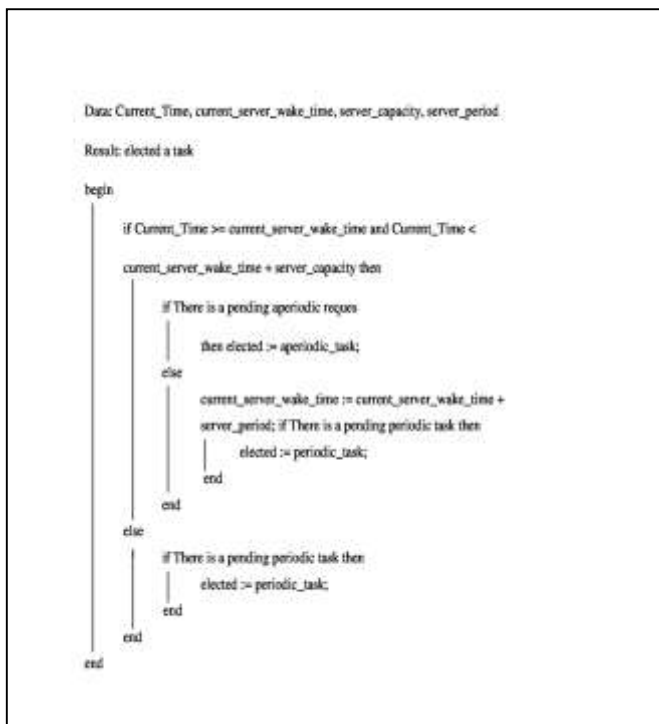 Data: Current_Time, current_server_wake_time, server_capacity, server_period
Result: elected a task
begin
if Current_Time >= current_server_wake_time and Current_Time <
current_server_wake_time + server_capacity then
if There is a pending aperiodic reques
then elected := aperiodic_task;
else
current_server_wake_time := current_server_wake_time +
server_period; if There is a pending periodic task then
elected := periodic_task;
end
end
else
if There is a pending periodic task then
elected := periodic_task;
end
end
end